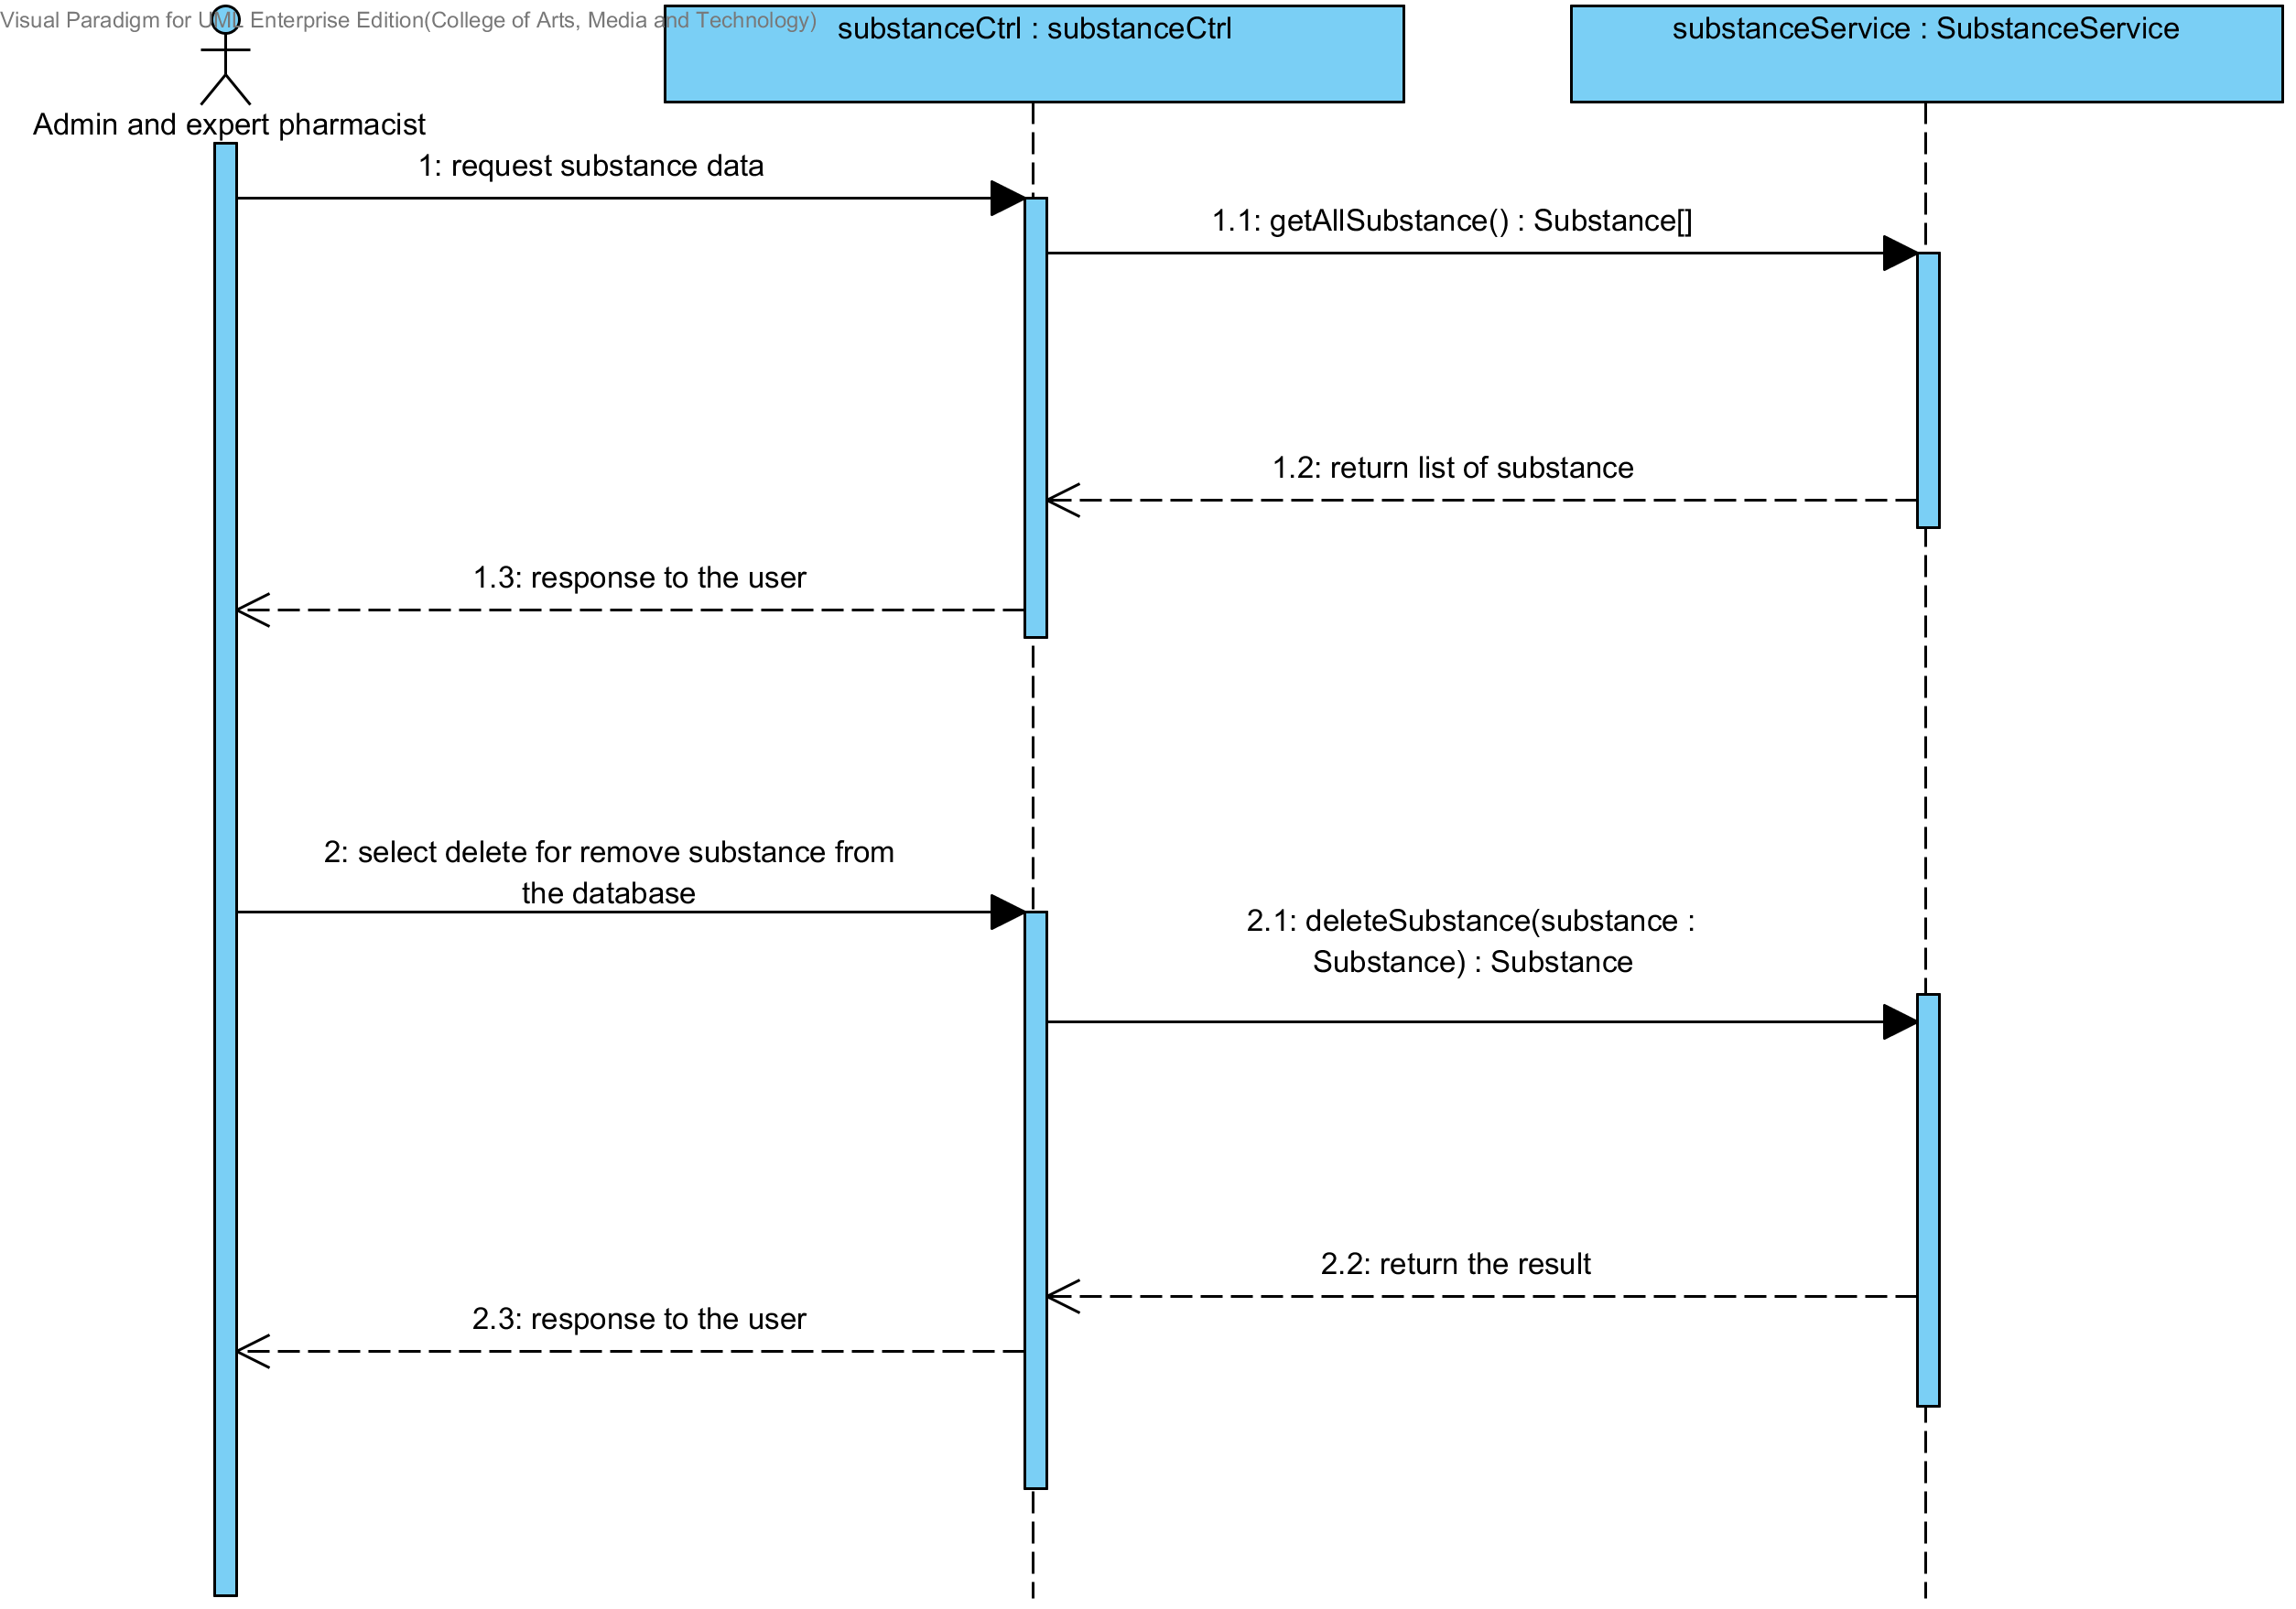 Visual Paradigm for UML Enterprise Edition(College of Arts, Media and Technology)
substanceCtrl : substanceCtrl
substanceService : SubstanceService
Admin and expert pharmacist
1: request substance data
1.1: getAllSubstance() : Substance[]
1.2: return list of substance
1.3: response to the user
2: select delete for remove substance from
the database
2.1: deleteSubstance(substance :
Substance) : Substance
2.2: return the result
2.3: response to the user